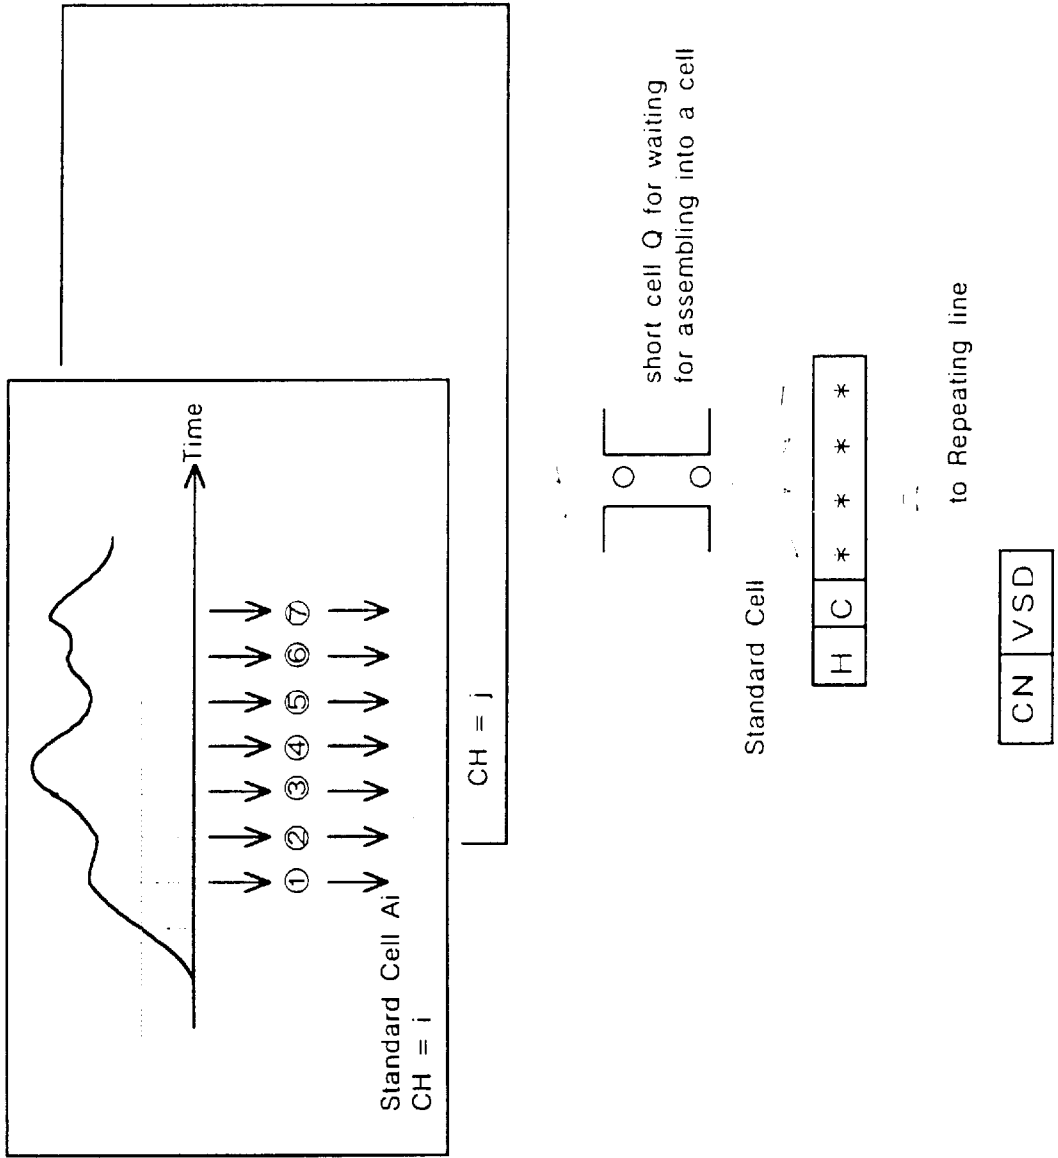 Time
① ② ③ ④ ⑤ ⑥ ⑦
Standard Cell Ai
CH = i
CH = j
short cell Q for waiting
for assembling into a cell
Standard Cell
H C * * * *
to Repeating line
CN VSD